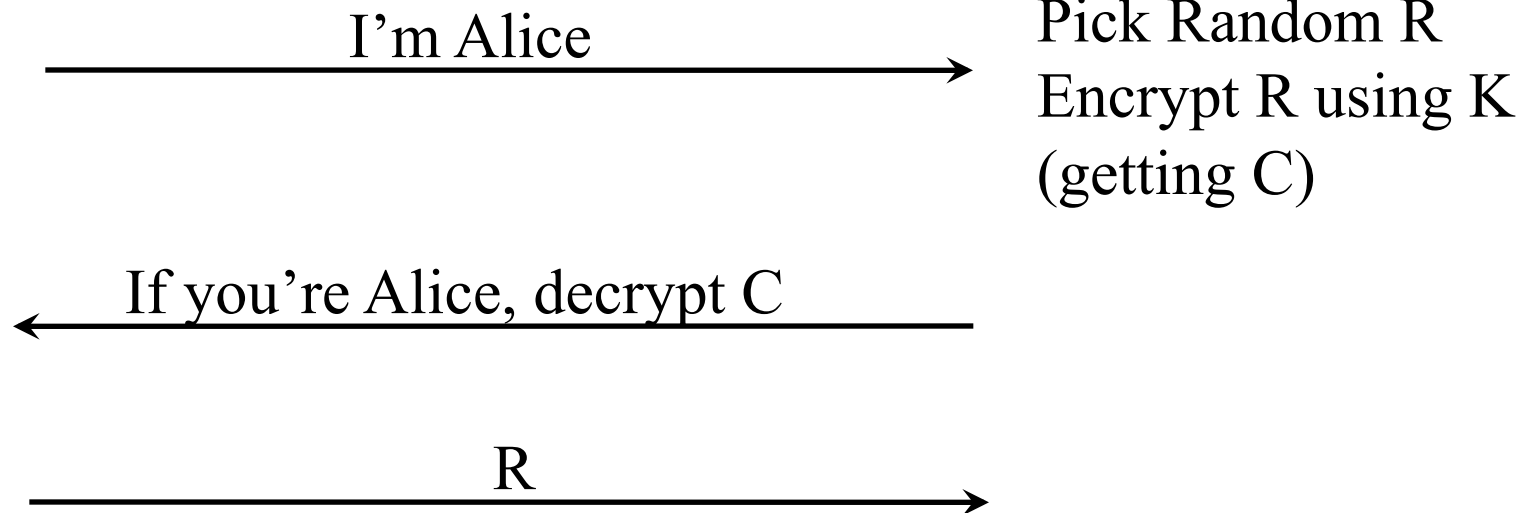 I’m Alice
Pick Random R
Encrypt R using K
(getting C)
If you’re Alice, decrypt C
R